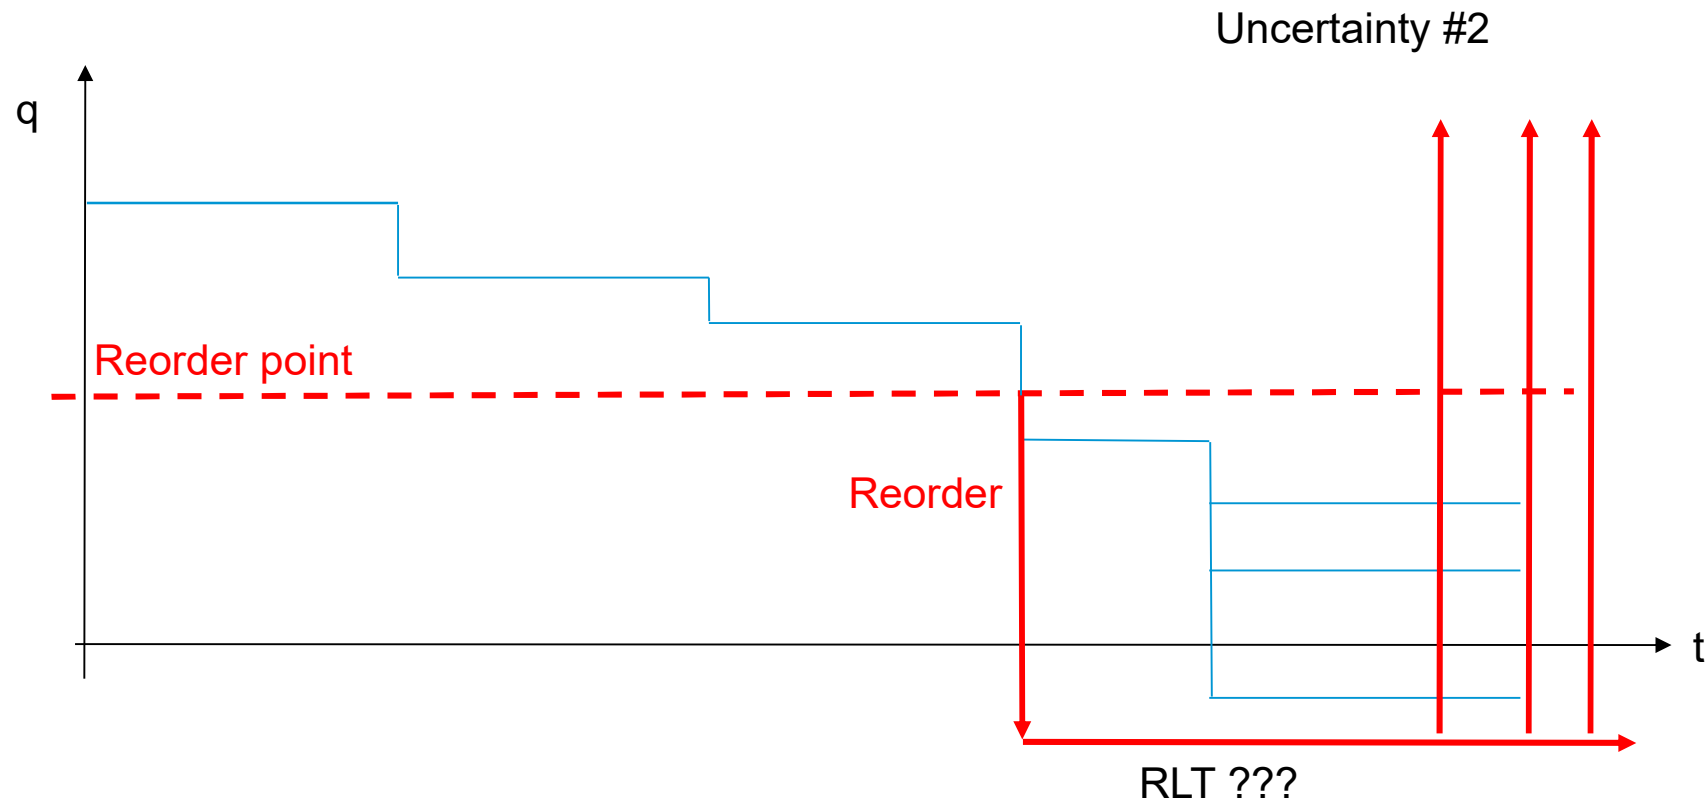 Uncertainty #2
q
Reorder point
Reorder
t
RLT ???